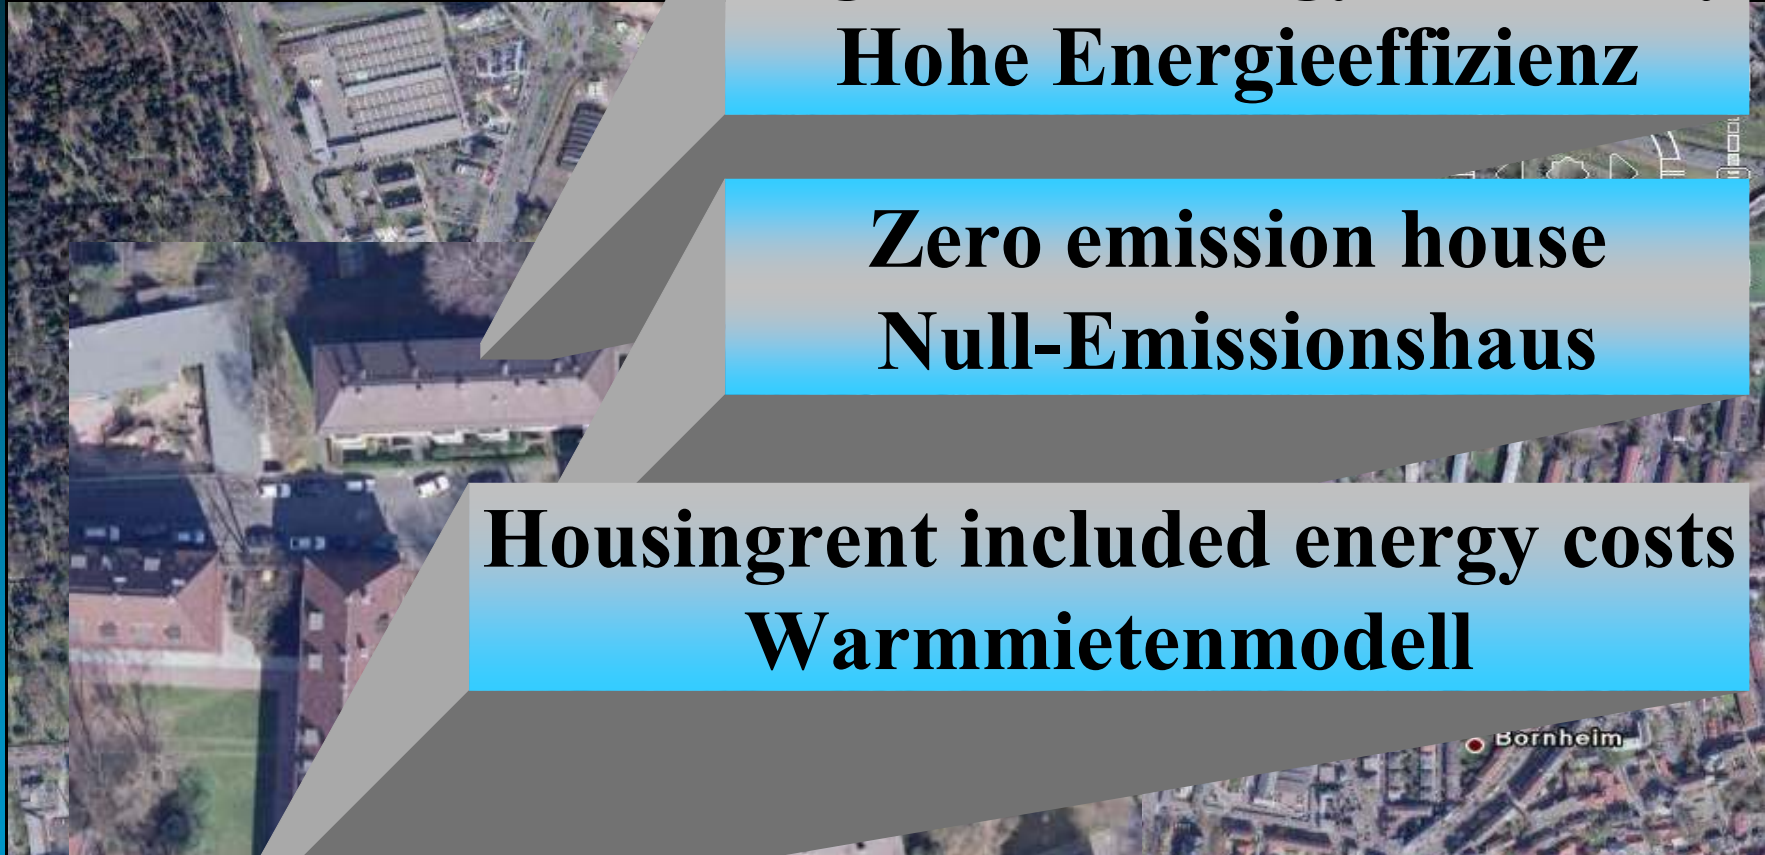 Hohe Energieeffizienz
Zero emission house
Null-Emissionshaus
Housingrent included energy costs
Warmmietenmodell
Bornheim